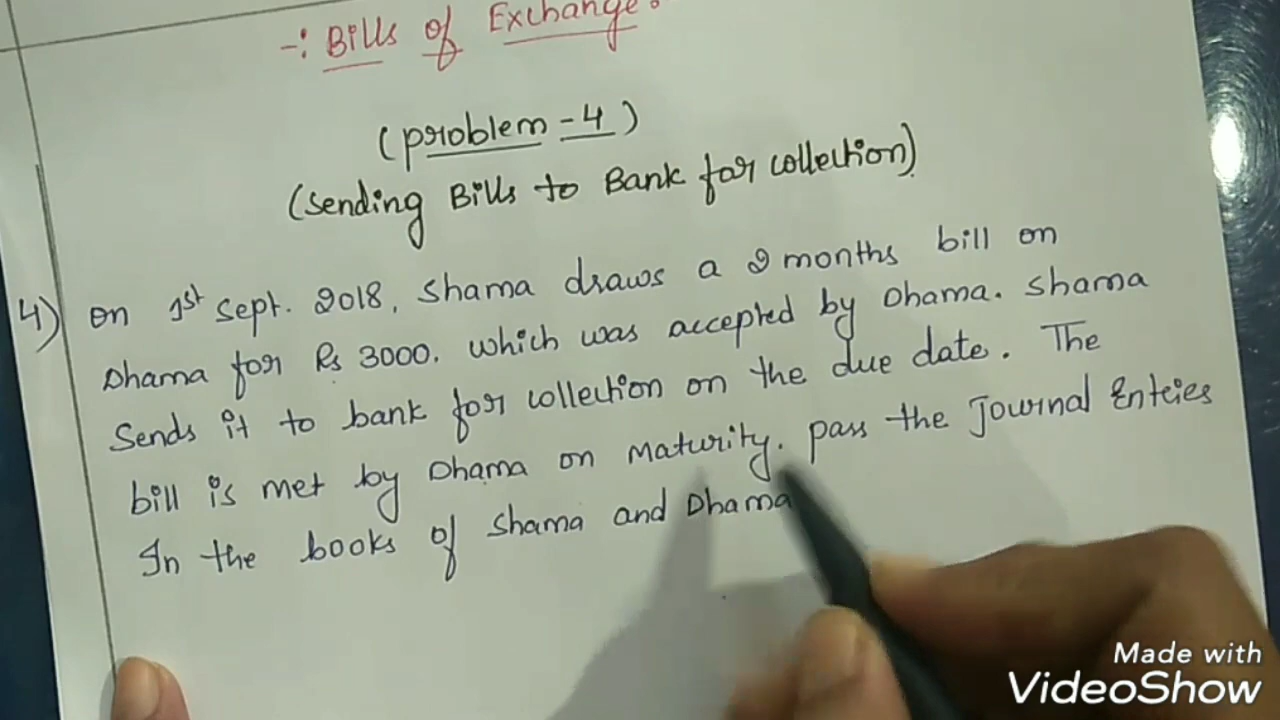 -: Bills of Exchange.
(problem - 4)
(Sending Bills to Bank for collection)
4) On 1st Sept. 2018, Shama draws a 2 months bill on
Dhama for Rs 3000. which was accepted by Dhama. Shama
Sends it to bank for collection on the due date. The
bill is met by Dhama on maturity. pass the Journal Entries
In the books of Shama and Dhama
Made with
VideoShow